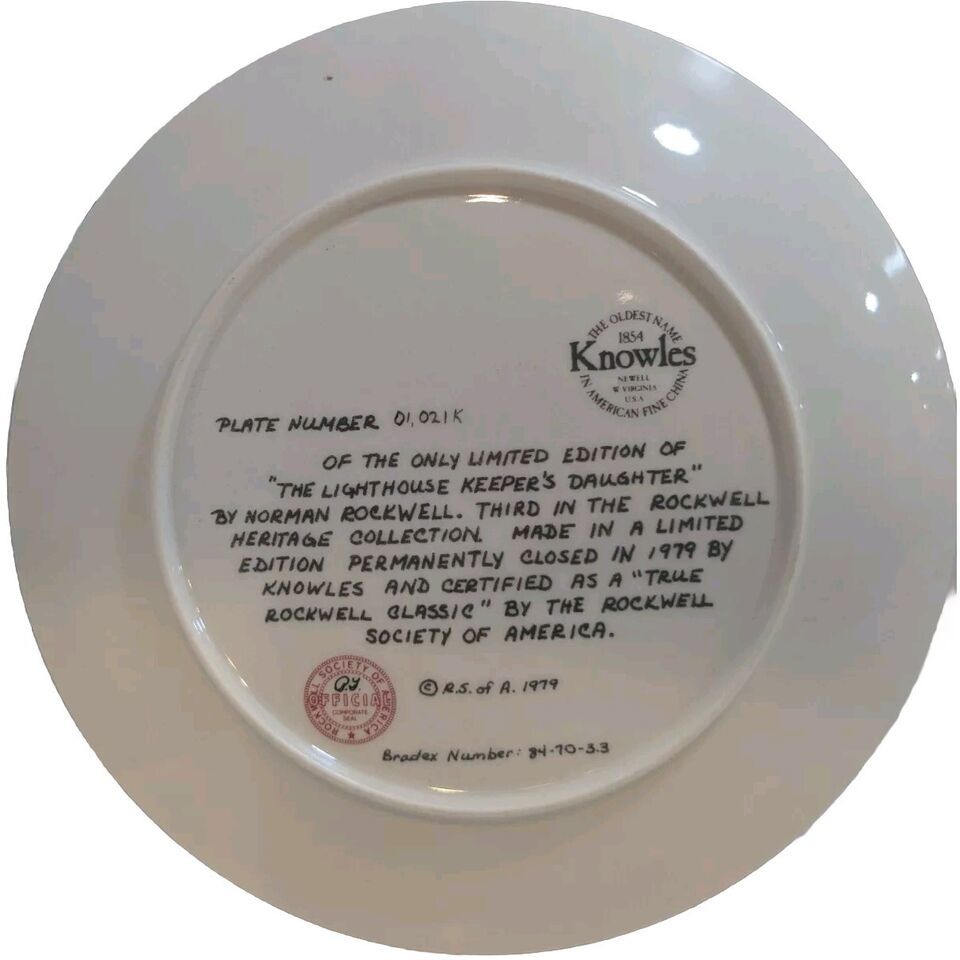 THE OLDEST NAME
1854
Knowles
NEWELL
W VIRGINIA
U.S.A
IN AMERICAN FINE CHINA
PLATE NUMBER 01,021K
OF THE ONLY LIMITED EDITION OF
"THE LIGHTHOUSE KEEPER'S DAUGHTER"
BY NORMAN ROCKWELL. THIRD IN THE ROCKWELL
HERITAGE COLLECTION. MADE IN A LIMITED
EDITION PERMANENTLY CLOSED IN 1979 BY
KNOWLES AND CERTIFIED AS A "TRUE
ROCKWELL CLASSIC" BY THE ROCKWELL
SOCIETY OF AMERICA.
ROCKWELL SOCIETY OF AMERICA
OFFICIAL
CORPORATE
SEAL
© R.S. of A. 1979
Bradex Number: 84-70-3.3